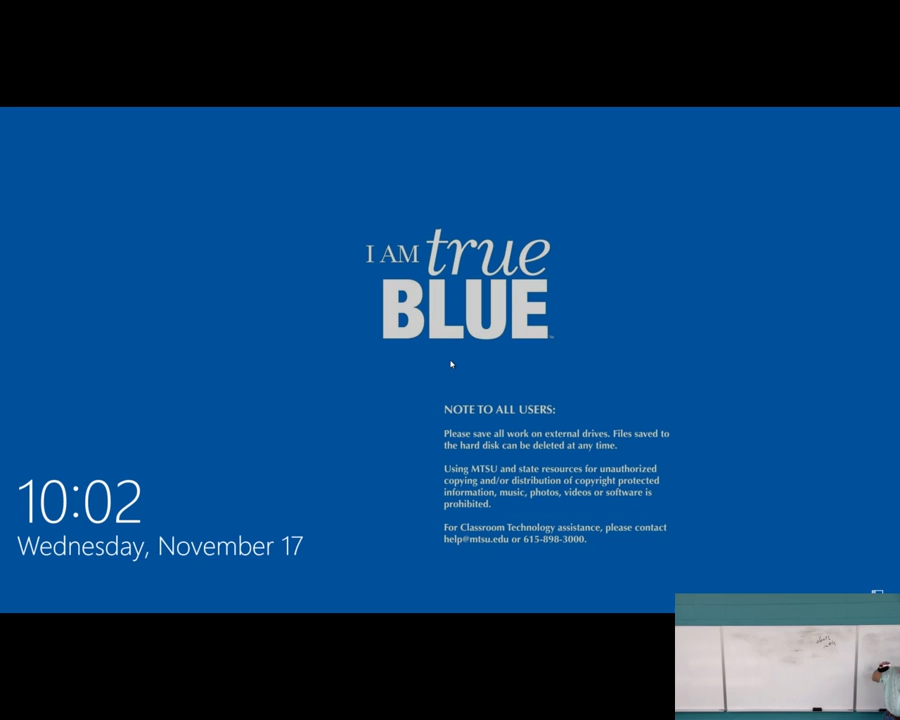 I AM true
BLUE
NOTE TO ALL USERS:
Please save all work on external drives. Files saved to
the hard disk can be deleted at any time.
Using MTSU and state resources for unauthorized
copying and/or distribution of copyright protected
information, music, photos, videos or software is
prohibited.
For Classroom Technology assistance, please contact
help@mtsu.edu or 615-898-3000.
10:02
Wednesday, November 17